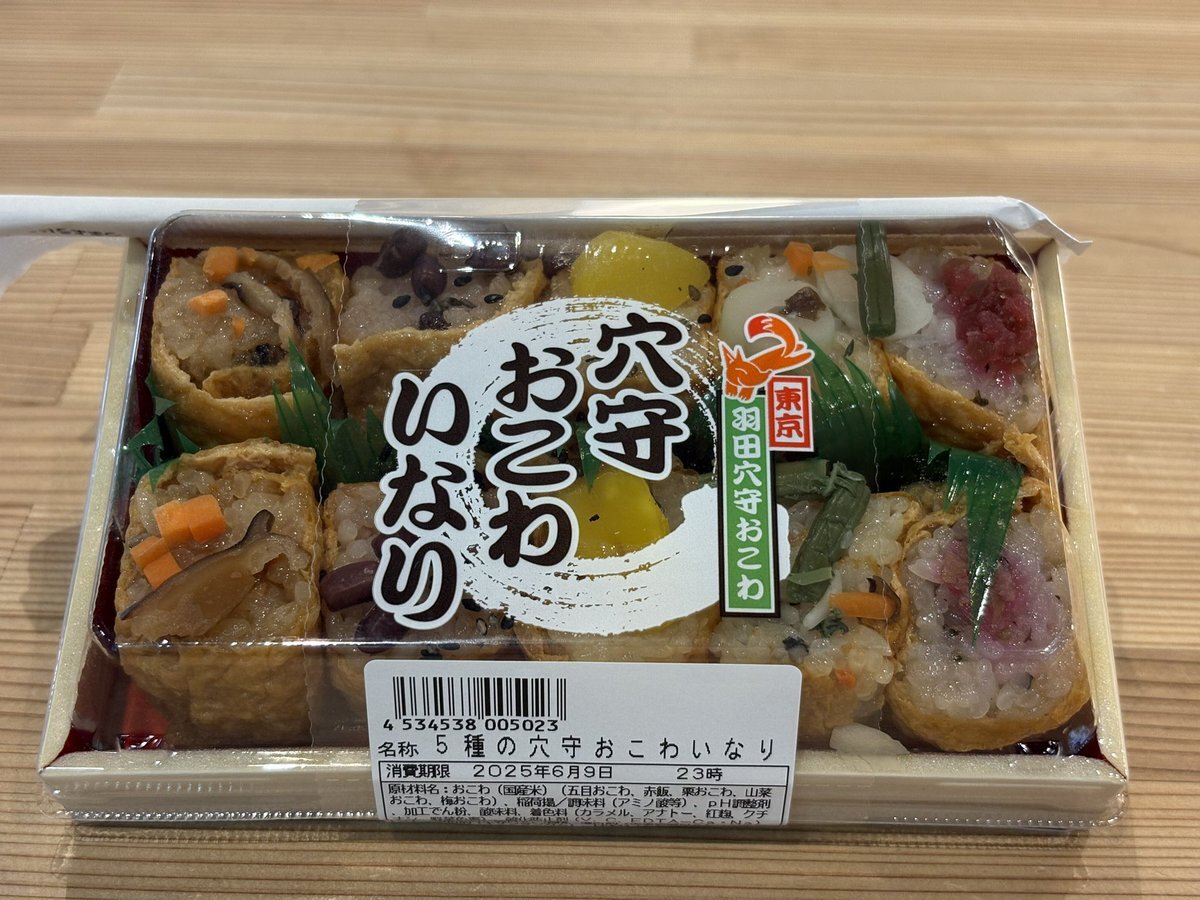 穴守
おこわ
いなり
東京
羽田穴守おこわ
4 534538 005023
名称 5種の穴守おこわいなり
消費期限 2025年6月9日 23時
原材料名:おこわ(国産米)(五目おこわ、赤飯、栗おこわ、山菜
おこわ、梅おこわ)、稲荷揚/調味料(アミノ酸等)、pH調整剤
、加工でん粉、酸味料、着色料(カラメル、アナトー、紅麹、クチ